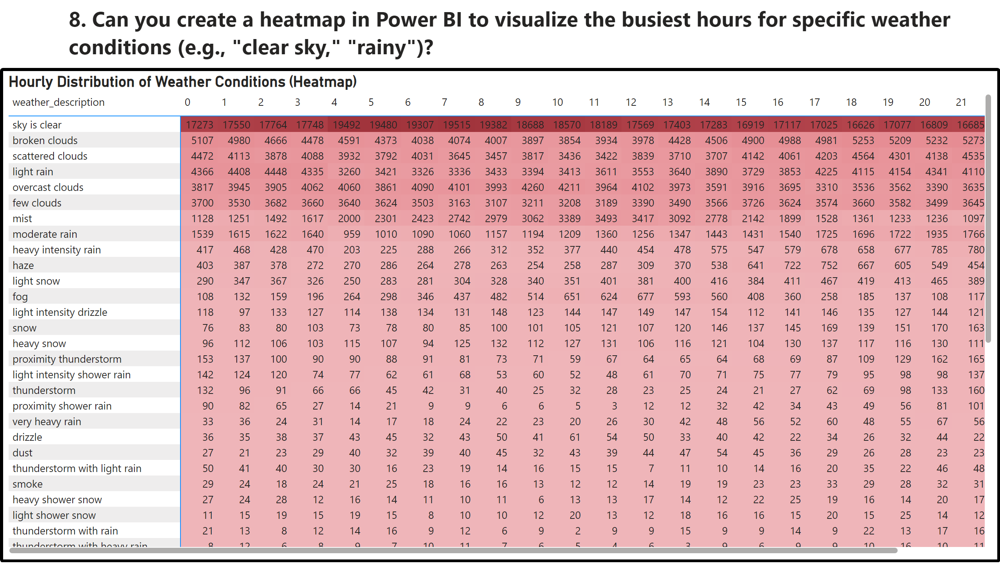 8. Can you create a heatmap in Power BI to visualize the busiest hours for specific weather
conditions (e.g., "clear sky," "rainy")?
Hourly Distribution of Weather Conditions (Heatmap)
weather_description 0 1 2 3 4 5 6 7 8 9 10 11 12 13 14 15 16 17 18 19 20 21
sky is clear 17273 17550 17764 17748 19492 19480 19307 19515 19382 18688 18570 18189 17569 17403 17283 16919 17117 17025 16626 17077 16809 16685
broken clouds 5107 4980 4666 4478 4591 4373 4038 4074 4007 3897 3854 3934 3978 4428 4506 4900 4988 4981 5253 5209 5232 5273
scattered clouds 4472 4113 3878 4088 3932 3792 4031 3645 3457 3817 3436 3422 3839 3710 3707 4142 4061 4203 4564 4301 4138 4535
light rain 4366 4408 4448 4335 3260 3421 3326 3336 3433 3394 3413 3611 3553 3640 3890 3729 3853 4225 4115 4154 4341 4110
overcast clouds 3817 3945 3905 4062 4060 3861 4090 4101 3993 4260 4211 3964 4102 3973 3591 3916 3695 3310 3536 3562 3390 3635
few clouds 3700 3530 3682 3660 3640 3624 3503 3163 3107 3211 3208 3189 3390 3490 3566 3726 3624 3574 3660 3582 3499 3645
mist 1128 1251 1492 1617 2000 2301 2423 2742 2979 3062 3389 3493 3417 3092 2778 2142 1899 1528 1361 1233 1236 1097
moderate rain 1539 1615 1622 1640 959 1010 1090 1060 1157 1194 1209 1360 1256 1347 1443 1431 1540 1725 1696 1722 1935 1766
heavy intensity rain 417 468 428 470 203 225 288 266 312 352 377 440 454 478 575 547 579 678 658 677 785 780
haze 403 387 378 272 270 286 264 278 263 254 258 287 309 370 538 641 722 752 667 605 549 454
light snow 290 347 367 326 250 283 281 304 328 340 351 401 381 400 416 384 411 467 419 413 465 389
fog 108 132 159 196 264 298 346 437 482 514 651 624 677 593 560 408 360 258 185 137 108 117
light intensity drizzle 118 97 133 127 114 138 134 131 148 123 144 147 149 147 154 112 141 146 135 127 144 121
snow 76 83 80 103 73 78 80 85 100 101 105 121 107 120 146 137 145 169 139 151 170 163
heavy snow 96 112 106 103 115 107 94 125 132 112 127 131 106 116 121 104 130 137 117 116 130 111
proximity thunderstorm 153 137 100 90 90 88 91 81 73 71 59 67 64 65 64 68 69 87 109 129 162 165
light intensity shower rain 142 124 120 74 77 62 61 68 53 60 52 48 61 70 71 75 77 79 95 98 98 137
thunderstorm 132 96 91 66 66 45 42 31 40 25 32 28 23 25 24 21 27 62 69 98 133 160
proximity shower rain 90 82 65 27 14 21 9 9 6 6 5 3 12 12 32 42 34 43 49 56 81 101
very heavy rain 33 36 24 31 14 17 18 24 22 23 20 26 30 42 48 56 52 60 48 55 67 56
drizzle 36 35 38 37 43 45 32 43 50 41 61 54 50 33 40 42 22 34 26 32 44 22
dust 27 21 23 29 40 32 39 40 45 32 43 39 44 47 54 45 36 29 26 28 23 23
thunderstorm with light rain 50 41 40 30 30 16 23 19 14 16 15 15 7 11 10 14 16 20 35 22 46 48
smoke 29 24 18 24 21 25 18 16 16 13 12 12 14 19 19 23 23 33 29 28 32 31
heavy shower snow 27 24 28 12 16 14 11 10 11 6 13 13 17 14 12 22 25 19 16 14 20 17
light shower snow 11 15 19 15 19 15 8 10 10 12 20 13 12 18 16 16 15 20 15 25 14 12
thunderstorm with rain 21 13 8 12 14 16 9 12 6 9 2 9 9 15 9 9 14 9 22 13 17 16
thunderstorm with heavy rain 8 12 6 8 9 7 10 11 7 6 5 4 6 3 9 6 9 9 10 16 10 11